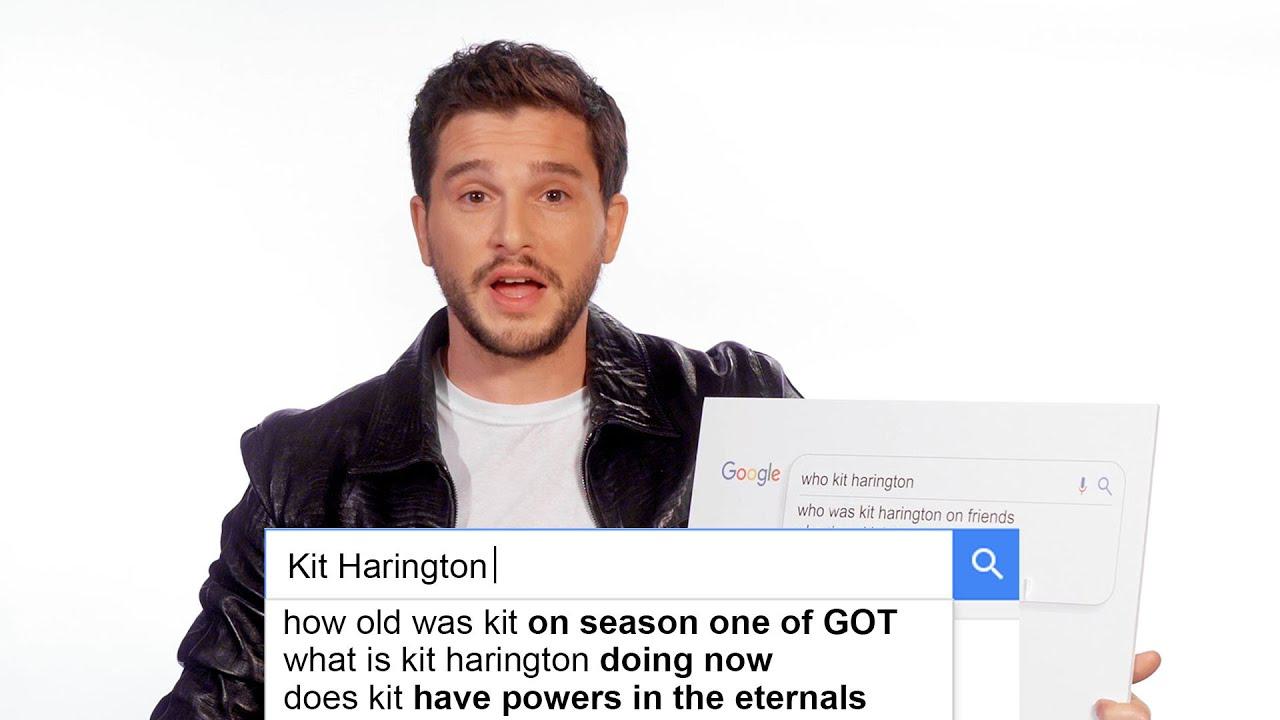 Google
who kit harington
who was kit harington on friends
Kit Harington
how old was kit on season one of GOT
what is kit harington doing now
does kit have powers in the eternals